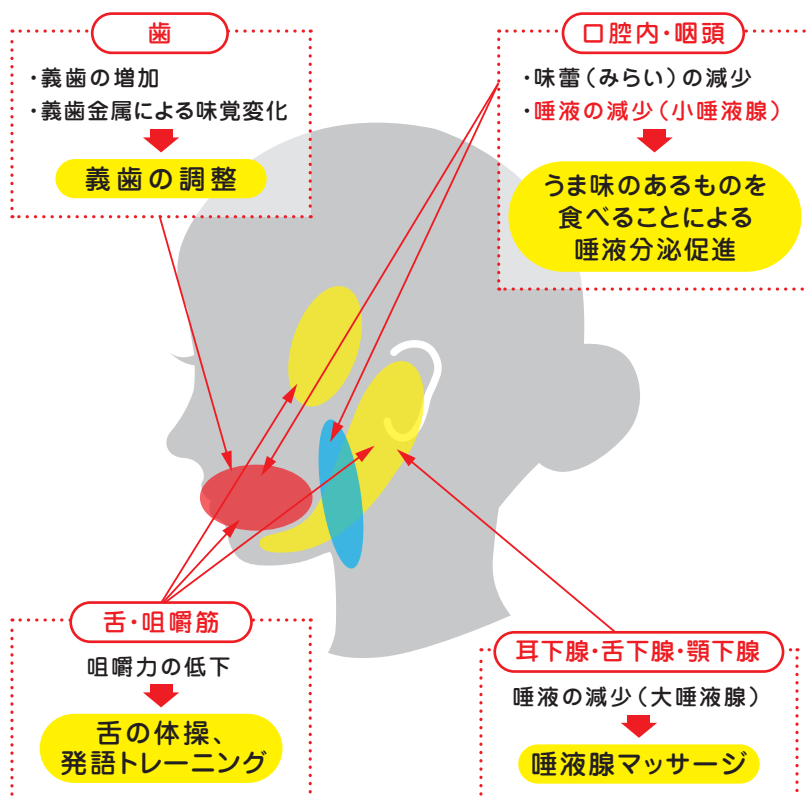 歯
・義歯の増加
・義歯金属による味覚変化
義歯の調整
口腔内・咽頭
・味蕾（みらい）の減少
・唾液の減少（小唾液腺）
うま味のあるものを
食べることによる
唾液分泌促進
舌・咀嚼筋
咀嚼力の低下
舌の体操、
発語トレーニング
耳下腺・舌下腺・顎下腺
唾液の減少（大唾液腺）
唾液腺マッサージ